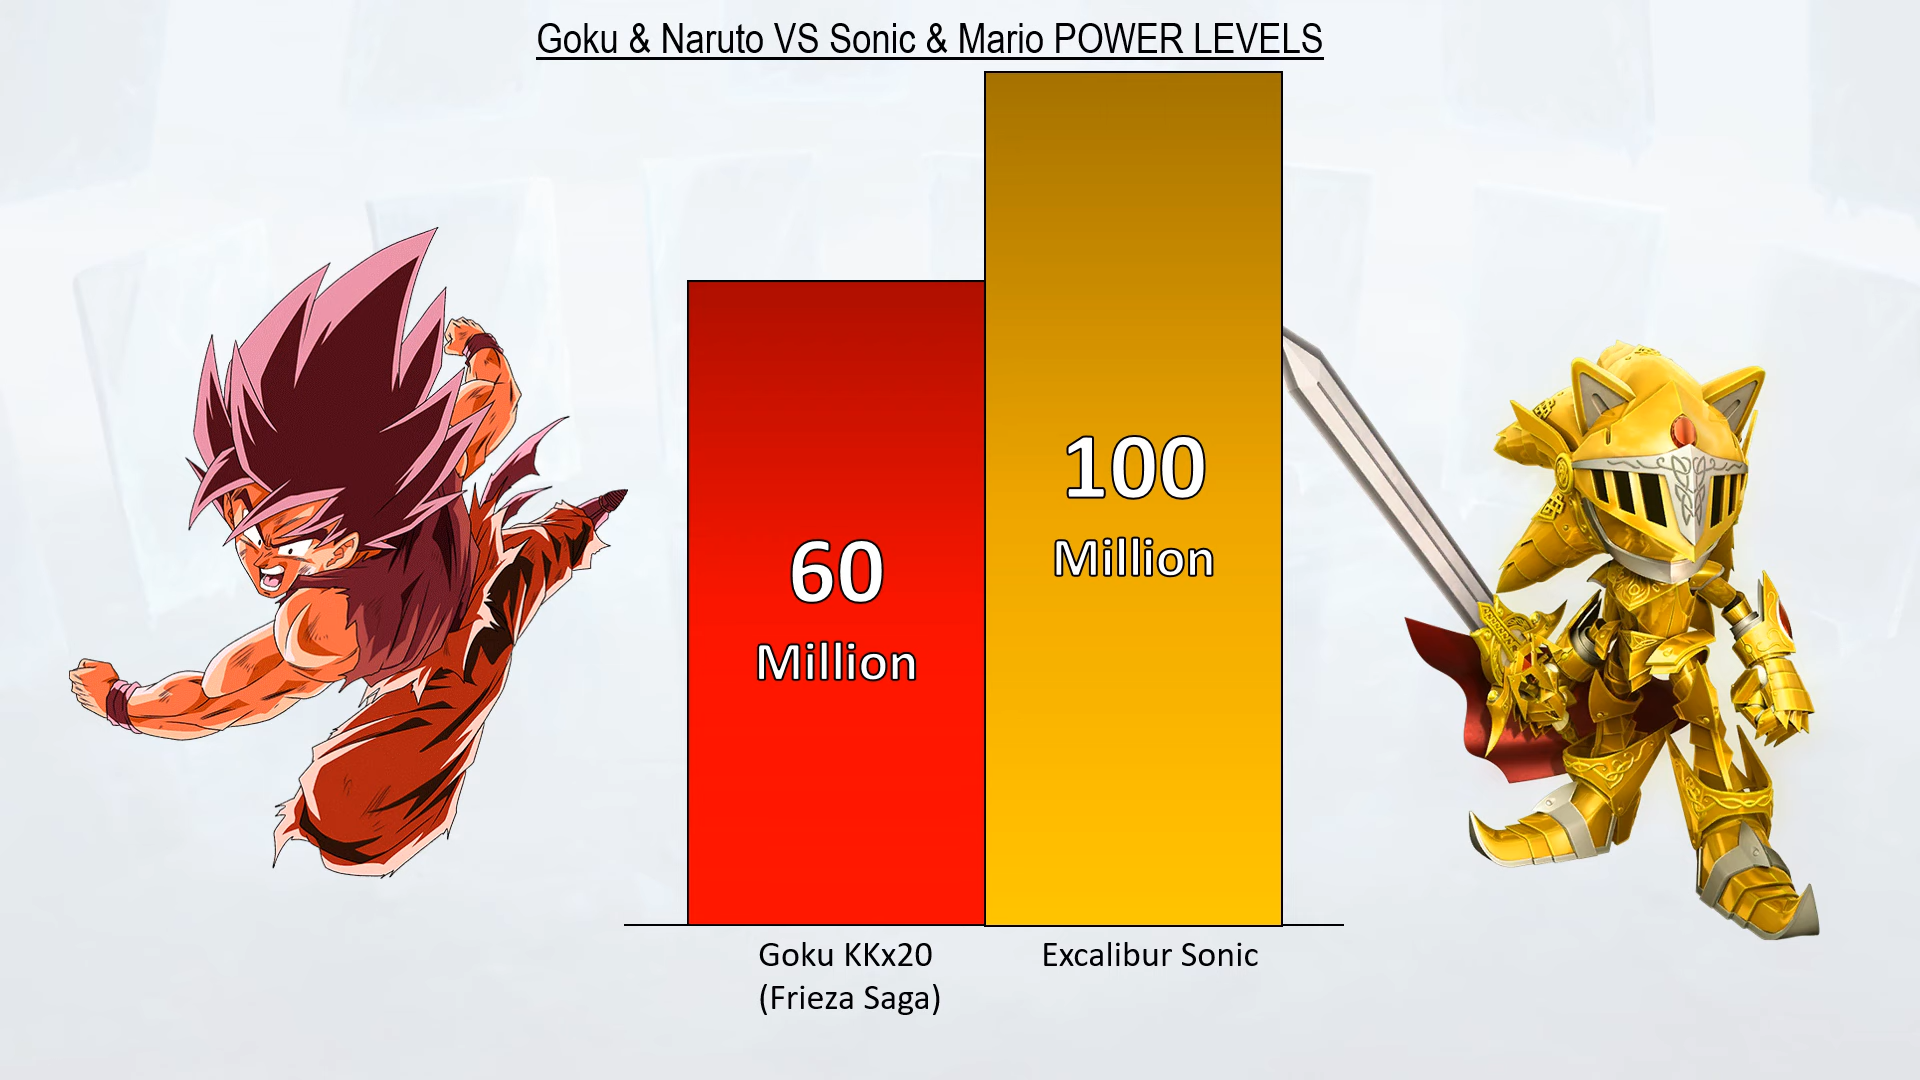 Goku & Naruto VS Sonic & Mario POWER LEVELS
60
Million
100
Million
Goku KKx20
(Frieza Saga)
Excalibur Sonic